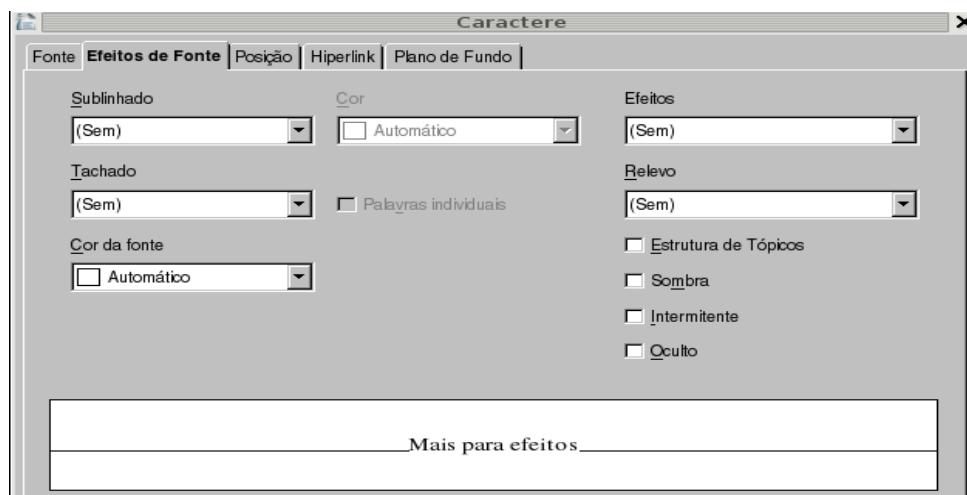 Caractere
Fonte Efeitos de Fonte Posição Hiperlink Plano de Fundo
Sublinhado Cor Efeitos
(Sem) Automático (Sem)
Tachado Relevo
(Sem) Palavras individuais (Sem)
Cor da fonte Estrutura de Tópicos
Automático Sombra
Intermitente
Oculto
Mais para efeitos